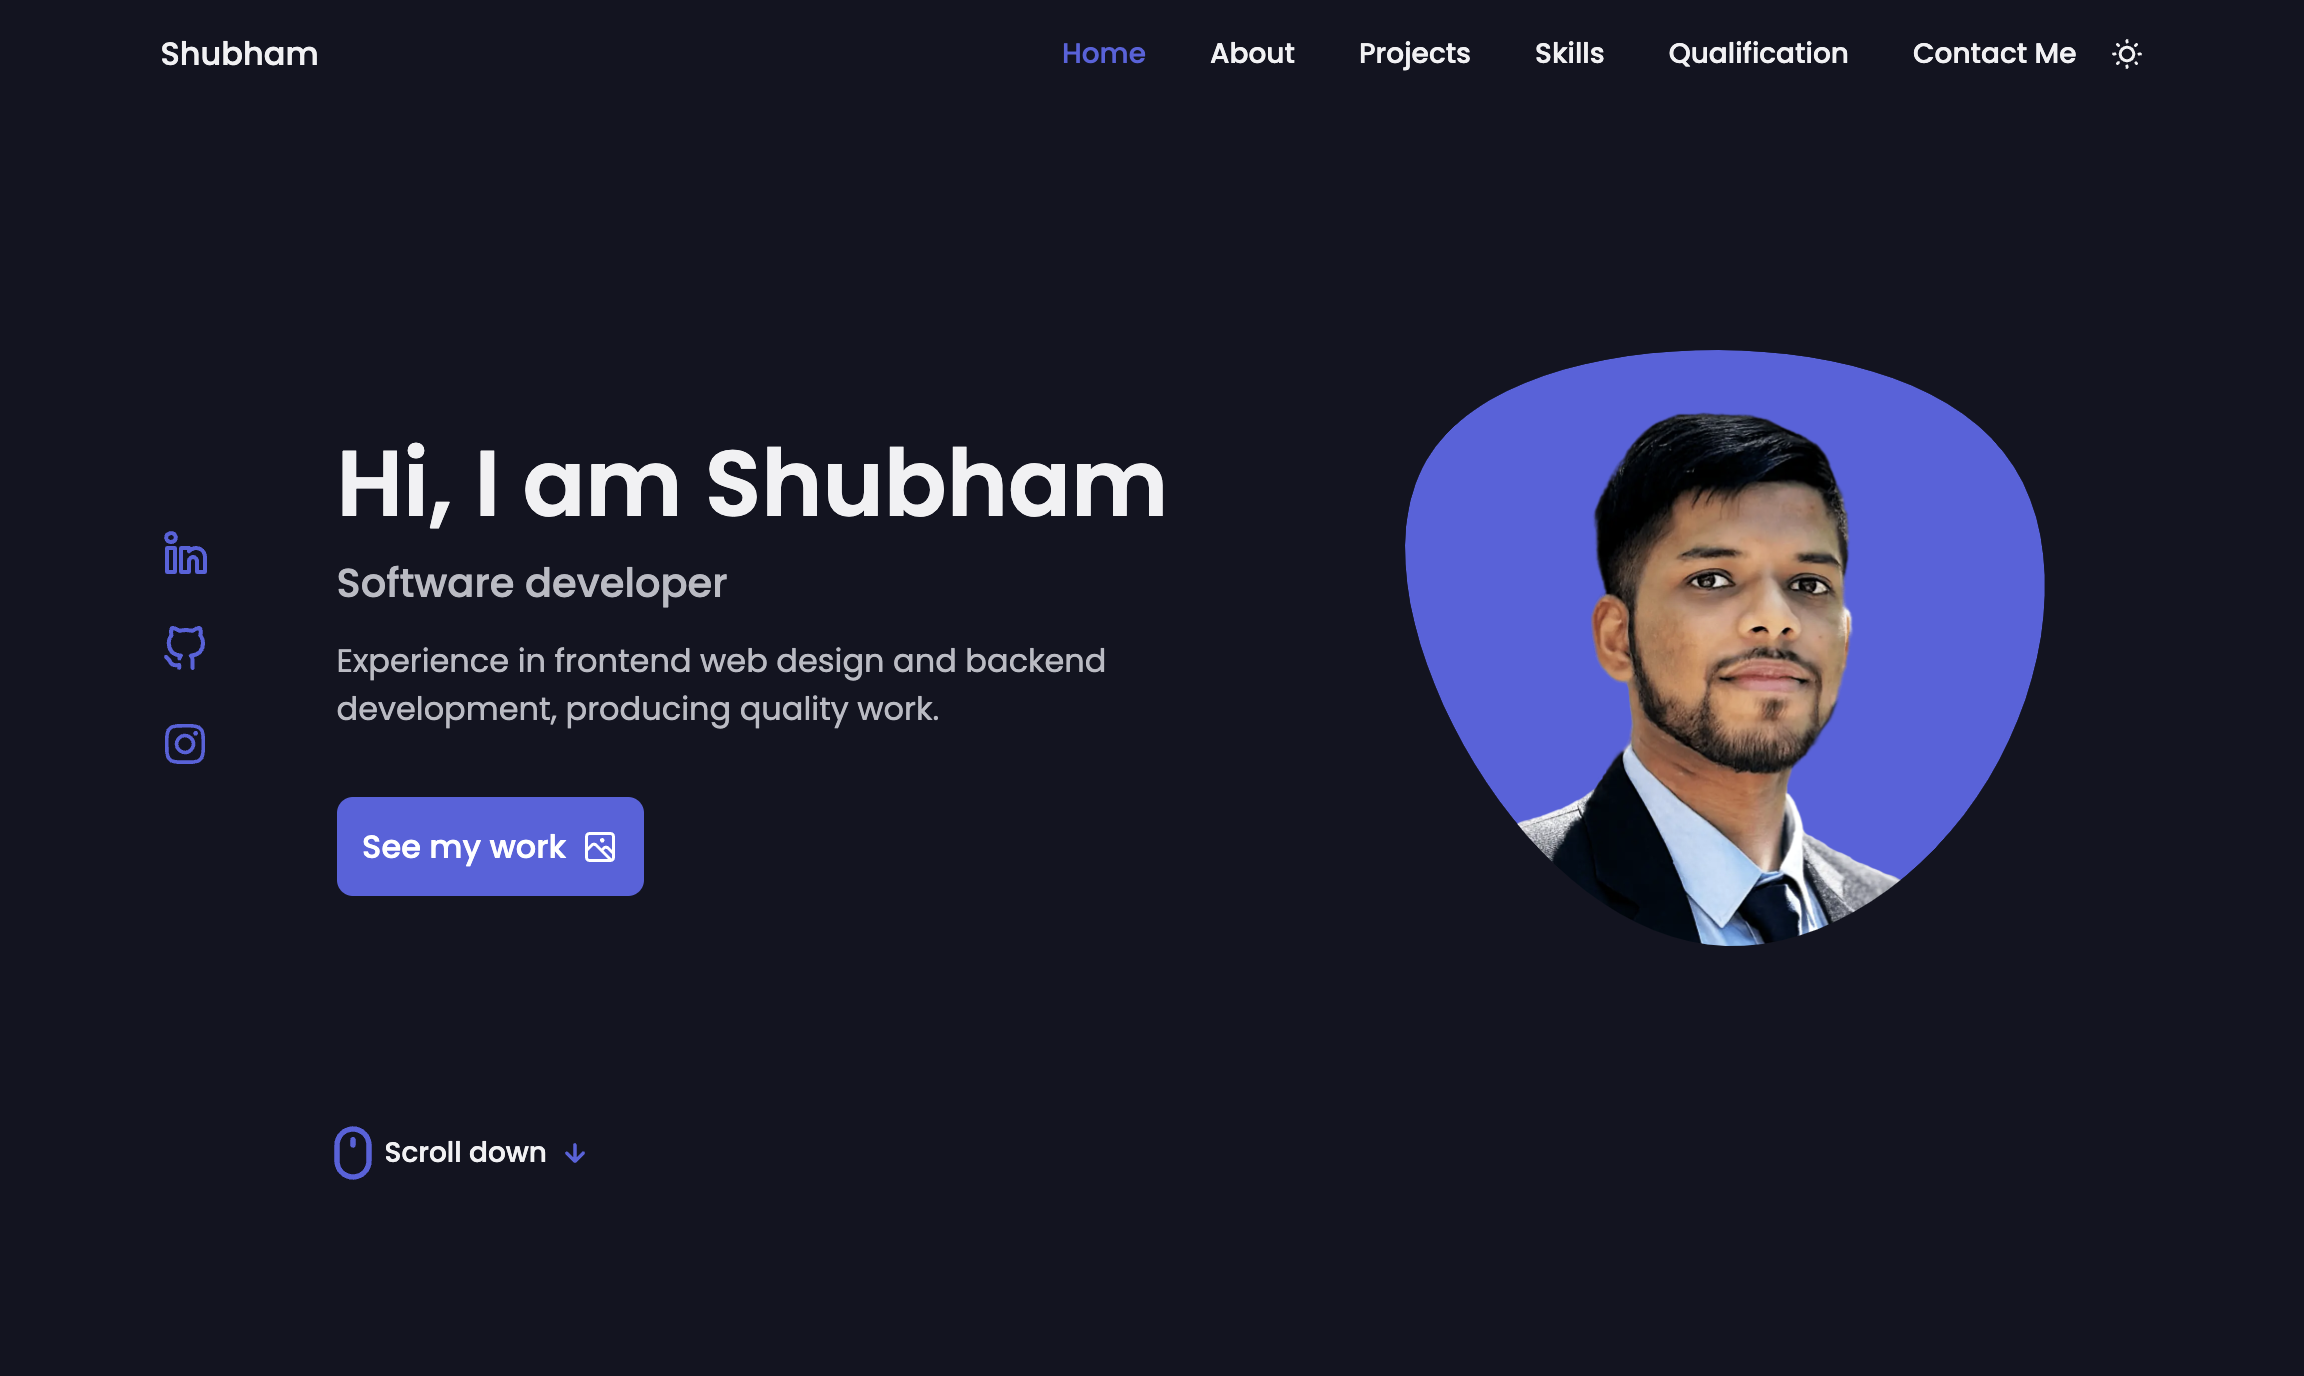 Shubham
Home About Projects Skills Qualification Contact Me
Hi, I am Shubham
Software developer
Experience in frontend web design and backend
development, producing quality work.
See my work
Scroll down